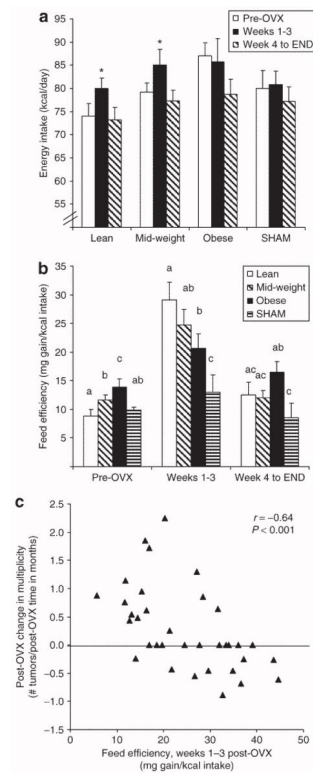 a
Pre-OVX
Weeks 1-3
Week 4 to END
Energy intake (kcal/day)
95
90
85
80
75
70
65
60
55
*
*
Lean
Mid-weight
Obese
SHAM
b
Feed efficiency (mg gain/kcal intake)
35
30
25
20
15
10
5
0
Lean
Mid-weight
Obese
SHAM
a
b
c
ab
a
ab
b
c
ac
ac
ab
c
Pre-OVX
Weeks 1-3
Week 4 to END
c
Post-OVX change in multiplicity
(# tumors/post-OVX time in months)
2.5
2.0
1.5
1.0
0.5
0.0
−0.5
−1.0
−1.5
r = −0.64
P < 0.001
0
10
20
30
40
50
Feed efficiency, weeks 1–3 post-OVX
(mg gain/kcal intake)